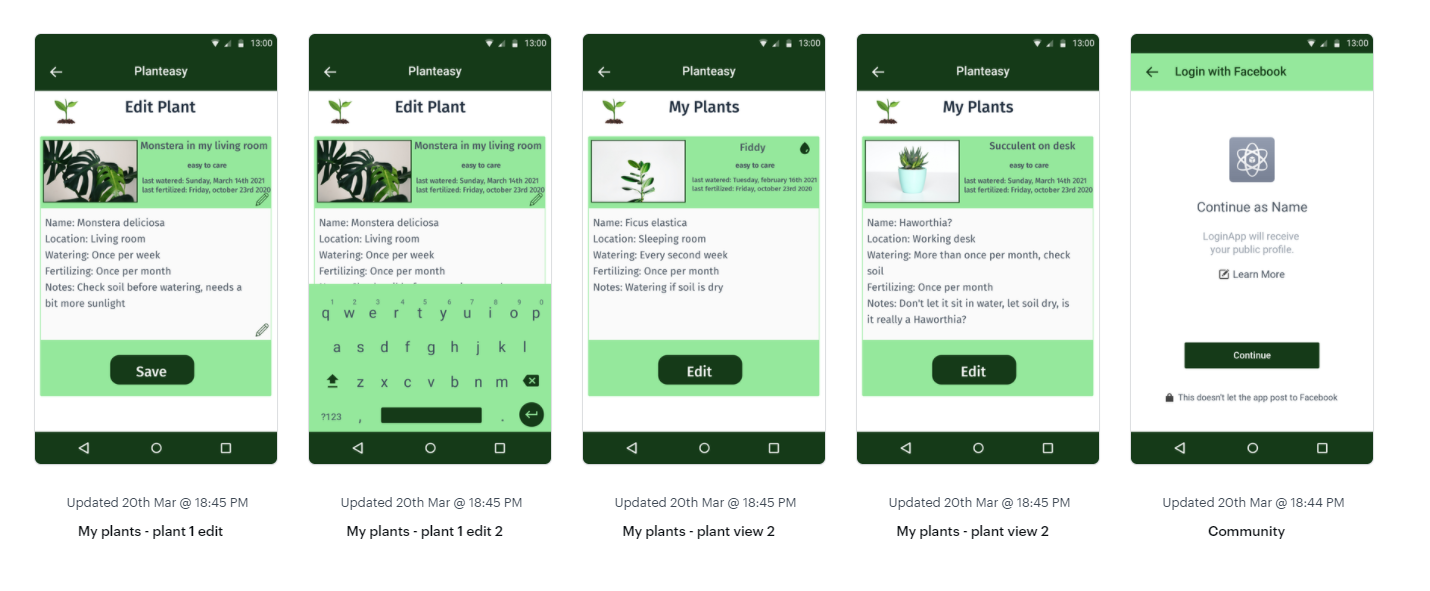 13:00
Planteasy
Edit Plant
Monstera in my living room
easy to care
last watered: Sunday, March 14th 2021
last fertilized: Friday, october 23rd 2020
Name: Monstera deliciosa
Location: Living room
Watering: Once per week
Fertilizing: Once per month
Notes: Check soil before watering, needs a
bit more sunlight
Save
Updated 20th Mar @ 18:45 PM
My plants - plant 1 edit
13:00
Planteasy
Edit Plant
Monstera in my living room
easy to care
last watered: Sunday, March 14th 2021
last fertilized: Friday, october 23rd 2020
Name: Monstera deliciosa
Location: Living room
Watering: Once per week
Fertilizing: Once per month
1 2 3 4 5 6 7 8 9 0
q w e r t y u i o p
a s d f g h j k l
z x c v b n m
?123 , .
Updated 20th Mar @ 18:45 PM
My plants - plant 1 edit 2
13:00
Planteasy
My Plants
Fiddy
easy to care
last watered: Tuesday, february 16th 2021
last fertilized: Friday, october 23rd 2020
Name: Ficus elastica
Location: Sleeping room
Watering: Every second week
Fertilizing: Once per month
Notes: Watering if soil is dry
Edit
Updated 20th Mar @ 18:45 PM
My plants - plant view 2
13:00
Planteasy
My Plants
Succulent on desk
easy to care
last watered: Sunday, March 14th 2021
last fertilized: Friday, october 23rd 2020
Name: Haworthia?
Location: Working desk
Watering: More than once per month, check
soil
Fertilizing: Once per month
Notes: Don't let it sit in water, let soil dry, is
it really a Haworthia?
Edit
Updated 20th Mar @ 18:45 PM
My plants - plant view 2
13:00
Login with Facebook
Continue as Name
LoginApp will receive
your public profile.
Learn More
Continue
This doesn't let the app post to Facebook
Updated 20th Mar @ 18:44 PM
Community